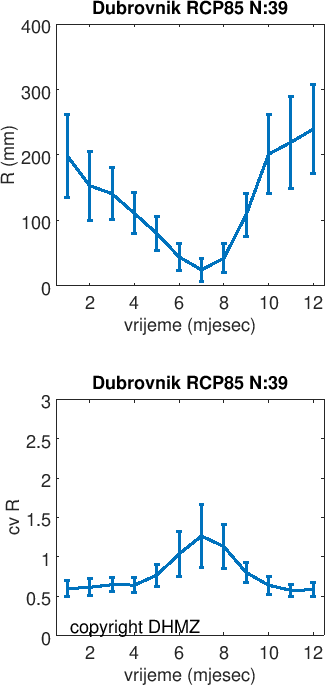 Dubrovnik RCP85 N:39
400
300
200
100
0
R (mm)
2 4 6 8 10 12
vrijeme (mjesec)
Dubrovnik RCP85 N:39
3
2.5
2
1.5
1
0.5
0
cv R
copyright DHMZ
2 4 6 8 10 12
vrijeme (mjesec)